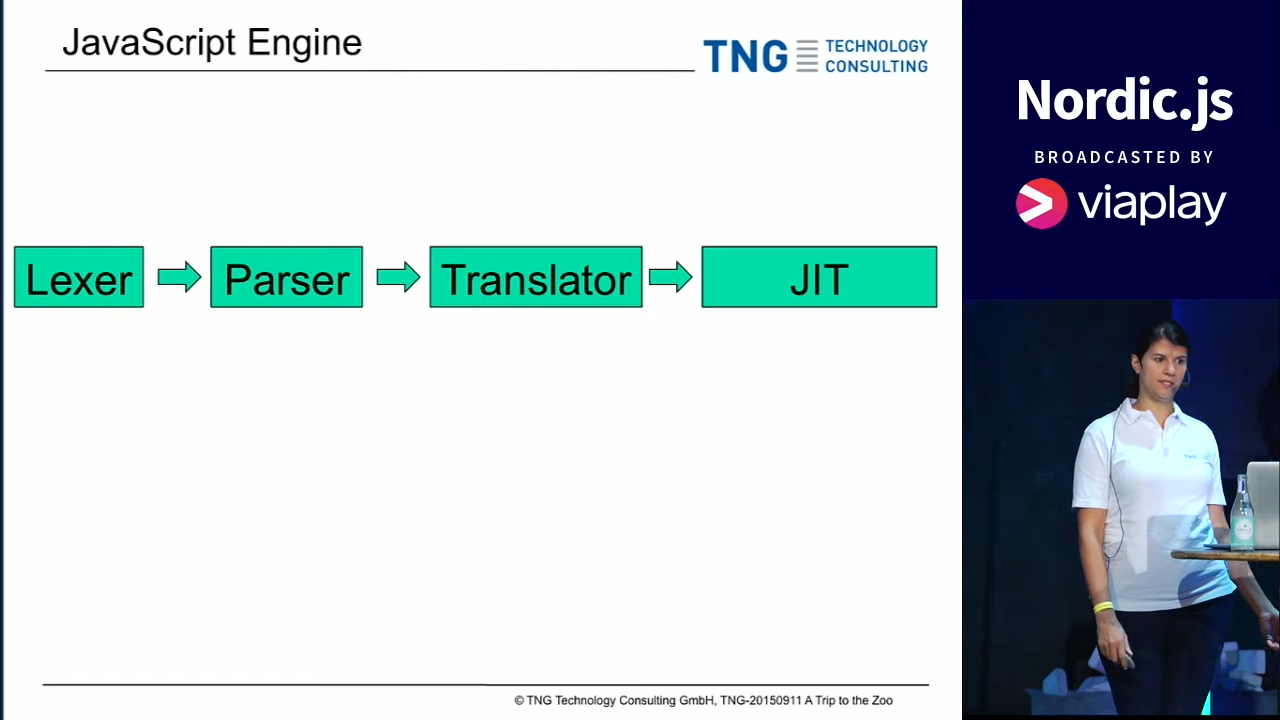 JavaScript Engine
TNG TECHNOLOGY
CONSULTING
Lexer
Parser
Translator
JIT
© TNG Technology Consulting GmbH, TNG-20150911 A Trip to the Zoo
Nordic.js
BROADCASTED BY
viaplay